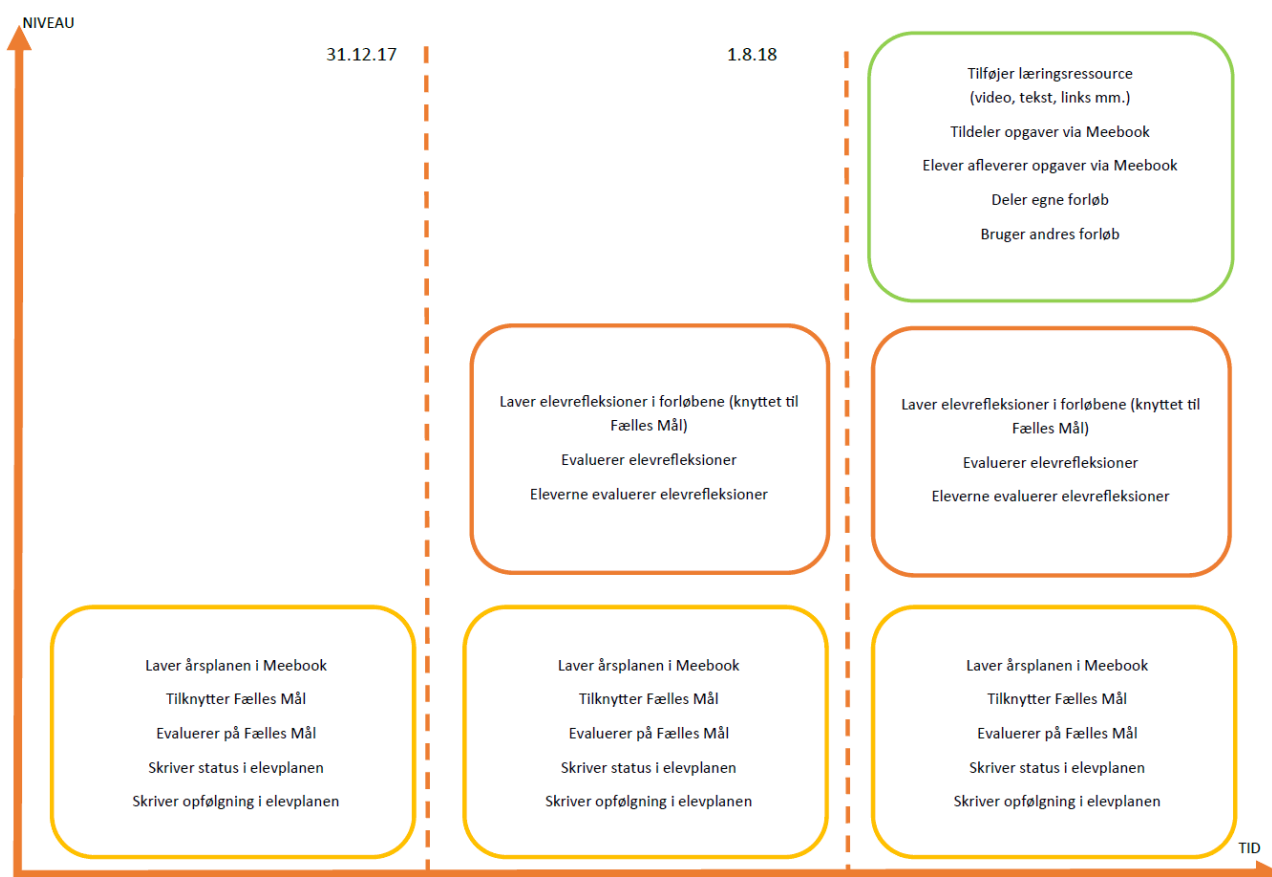 NIVEAU
31.12.17
1.8.18
Tilføjer læringsressource
(video, tekst, links mm.)
Tildeler opgaver via Meebook
Elever afleverer opgaver via Meebook
Deler egne forløb
Bruger andres forløb
Laver elevrefleksioner i forløbene (knyttet til
Fælles Mål)
Evaluerer elevrefleksioner
Eleverne evaluerer elevrefleksioner
Laver elevrefleksioner i forløbene (knyttet til
Fælles Mål)
Evaluerer elevrefleksioner
Eleverne evaluerer elevrefleksioner
Laver årsplanen i Meebook
Tilknytter Fælles Mål
Evaluerer på Fælles Mål
Skriver status i elevplanen
Skriver opfølgning i elevplanen
Laver årsplanen i Meebook
Tilknytter Fælles Mål
Evaluerer på Fælles Mål
Skriver status i elevplanen
Skriver opfølgning i elevplanen
Laver årsplanen i Meebook
Tilknytter Fælles Mål
Evaluerer på Fælles Mål
Skriver status i elevplanen
Skriver opfølgning i elevplanen
TID